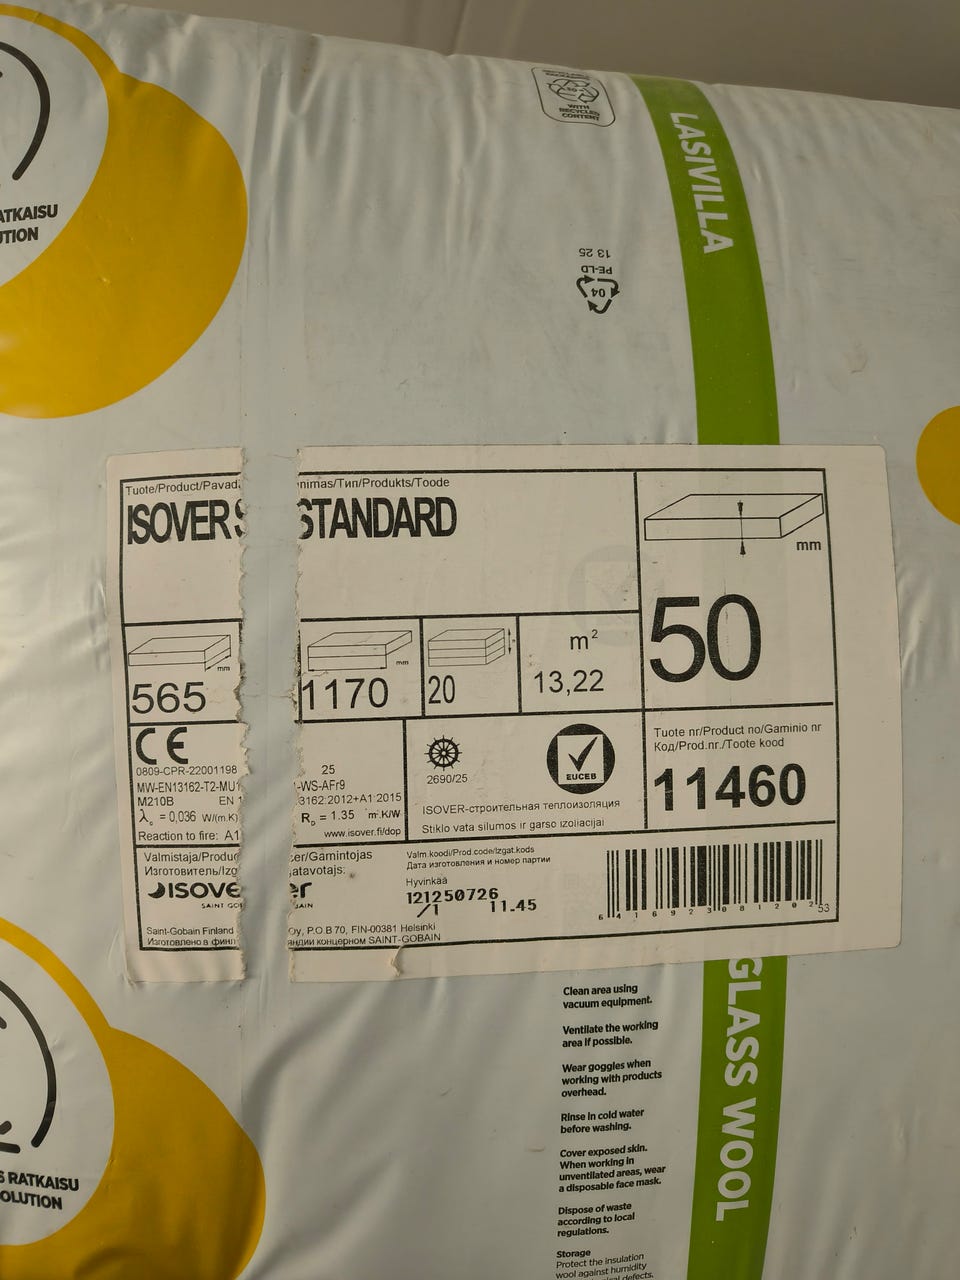 ATKAISU
UTION
WITH
RECYCLED
CONTENT
LASIVILLA
04
PE-LD
13 25
Tuote/Product/Pavad
nimas/Тип/Produkts/Toode
ISOVER S
STANDARD
mm
50
mm
565
mm
1170
20
m²
13,22
CE
0809-CPR-22001198
25
MW-EN13162-T2-MU1
-WS-AFr9
M210B
EN 1
3162:2012+A1:2015
= 0,036 W/(m.K)
= 1.35 m².K/W
Reaction to fire: A1
www.isover.fi/dop
2690/25
EUCEB
ISOVER-строительная теплоизоляция
Stiklo vata silumos ir garso izoliacijai
Tuote nr/Product no/Gaminio nr
Код/Prod.nr./Toote kood
11460
Valmistaja/Produc
cer/Gamintojas
Изготовитель/Izg
atavotajs:
ISOVE
er
SAINT GO
AIN
Saint-Gobain Finland
Oy, P.O B 70, FIN-00381 Helsinki
Изготовлено в финл
яндии концерном SAINT-GOBAIN
Valm.koodi/Prod.code/Izgat.kods
Дата изготовления и номер партии
Hyvinkää
121250726
/1 11.45
6 416923 081202 53
GLASS WOOL
Clean area using
vacuum equipment.
Ventilate the working
area if possible.
Wear goggles when
working with products
overhead.
Rinse in cold water
before washing.
Cover exposed skin.
When working in
unventilated areas, wear
a disposable face mask.
Dispose of waste
according to local
regulations.
Storage
Protect the insulation
wool against humidity
defects.
S RATKAISU
OLUTION